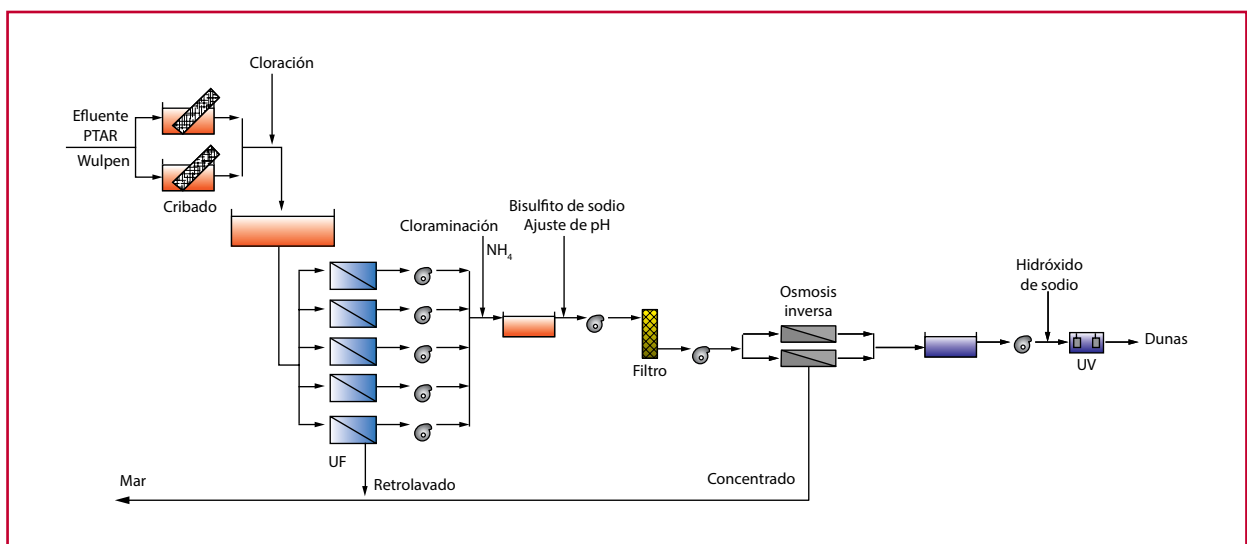 Cloración
Efluente
PTAR
Wulpen
Cribado
Cloraminación
NH4
Bisulfito de sodio
Ajuste de pH
Filtro
Osmosis
inversa
Hidróxido
de sodio
UV
Dunas
UF
Retrolavado
Concentrado
Mar